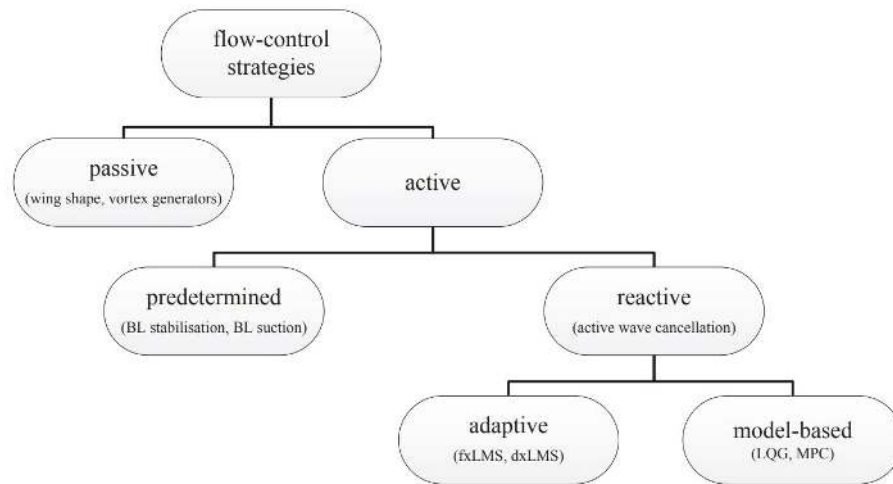 flow-control
strategies
passive
(wing shape, vortex generators)
active
predetermined
(BL stabilisation, BL suction)
reactive
(active wave cancellation)
adaptive
(fxLMS, dxLMS)
model-based
(LQG, MPC)